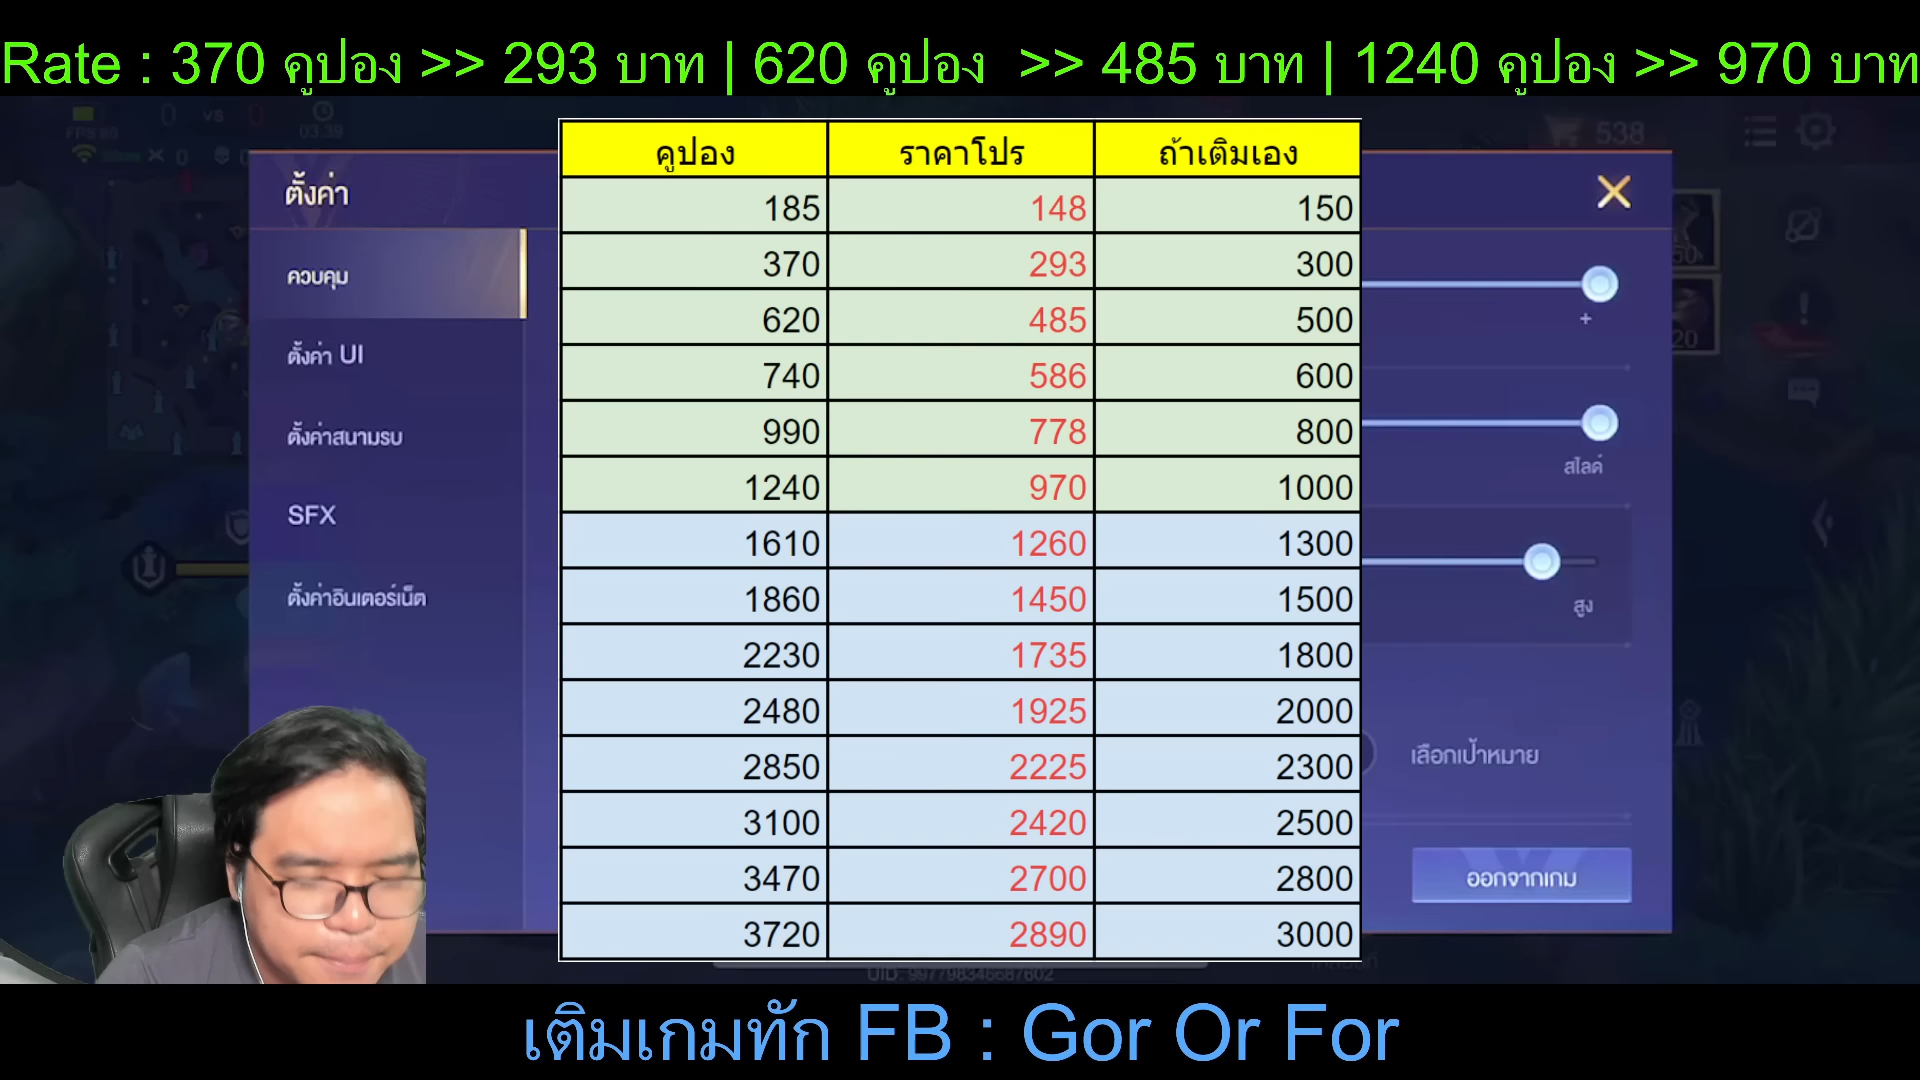 Rate : 370 คูปอง >> 293 บาท | 620 คูปอง >> 485 บาท | 1240 คูปอง >> 970 บาท
0 vs 0
03:39
538
ตั้งค่า
ควบคุม
ตั้งค่า UI
ตั้งค่าสนามรบ
SFX
ตั้งค่าอินเตอร์เน็ต
คูปอง ราคาโปร ถ้าเติมเอง
185 148 150
370 293 300
620 485 500
740 586 600
990 778 800
1240 970 1000
1610 1260 1300
1860 1450 1500
2230 1735 1800
2480 1925 2000
2850 2225 2300
3100 2420 2500
3470 2700 2800
3720 2890 3000
+
สไลด์
สูง
เลือกเป้าหมาย
ออกจากเกม
เติมเกมทัก FB : Gor Or For